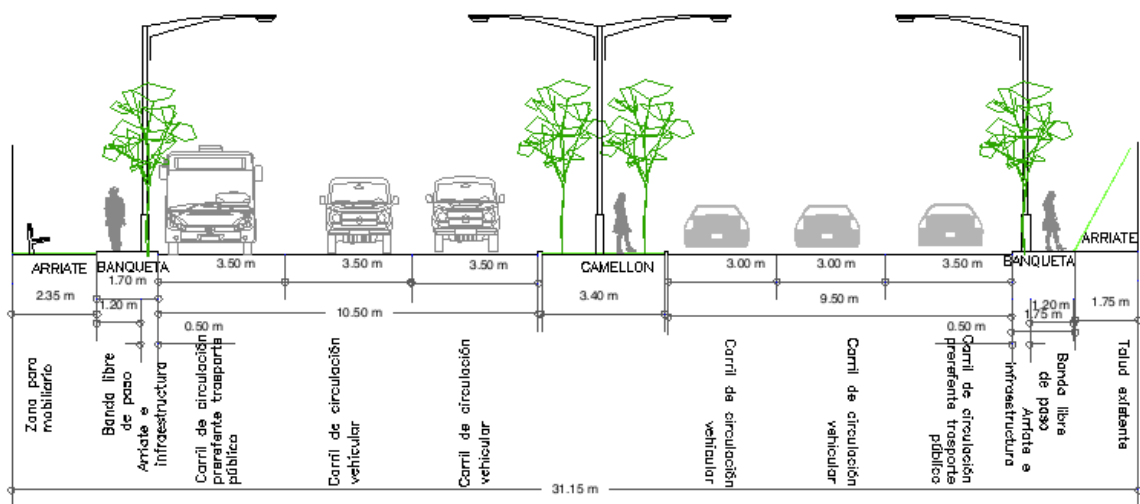 ARRIATE
BANQUETA
1.70 m
2.35 m
1.20 m
0.50 m
3.50 m
3.50 m
3.50 m
10.50 m
CAMELLON
3.40 m
3.00 m
3.00 m
3.50 m
9.50 m
BANQUETA
ARRIATE
1.20 m
1.75 m
1.75 m
0.50 m
Zona para
mobiliario
Banda libre
de paso
Arriate e
infraestructura
Carril de circulación
prerefente trasporte
público
Carril de circulación
vehicular
Carril de circulación
vehicular
Carril de circulación
vehicular
Carril de circulación
vehicular
Carril de circulación
prerefente trasporte
público
Arriate e
infraestructura
Banda libre
de paso
Talud existente
31.15 m